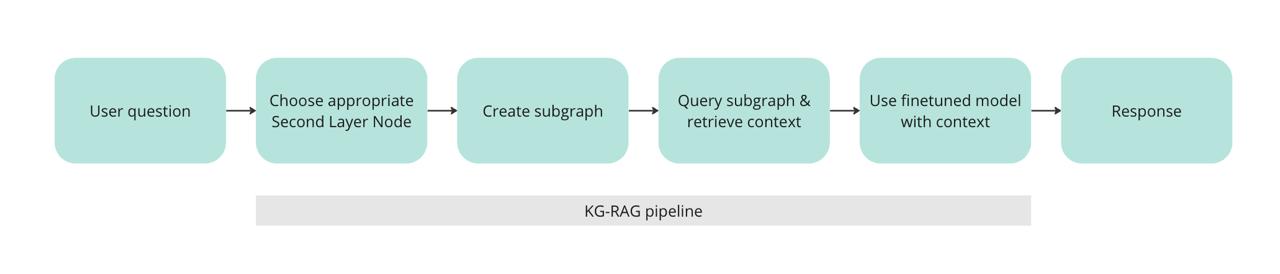 User question
Choose appropriate
Second Layer Node
Create subgraph
Query subgraph &
retrieve context
Use finetuned model
with context
Response
KG-RAG pipeline